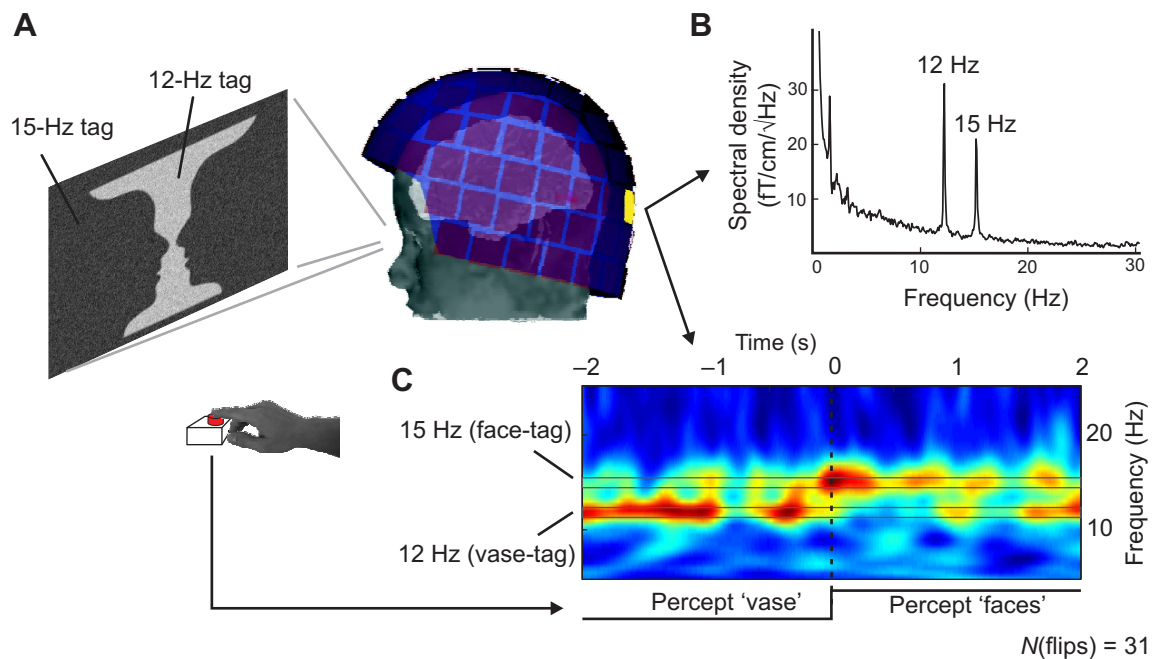 A
12-Hz tag
15-Hz tag
B
Spectral density
(fT/cm/√Hz)
30
20
10
12 Hz
15 Hz
0
10
20
30
Frequency (Hz)
C
Time (s)
–2
–1
0
1
2
15 Hz (face-tag)
12 Hz (vase-tag)
20
10
Frequency (Hz)
Percept ‘vase’
Percept ‘faces’
N(flips) = 31